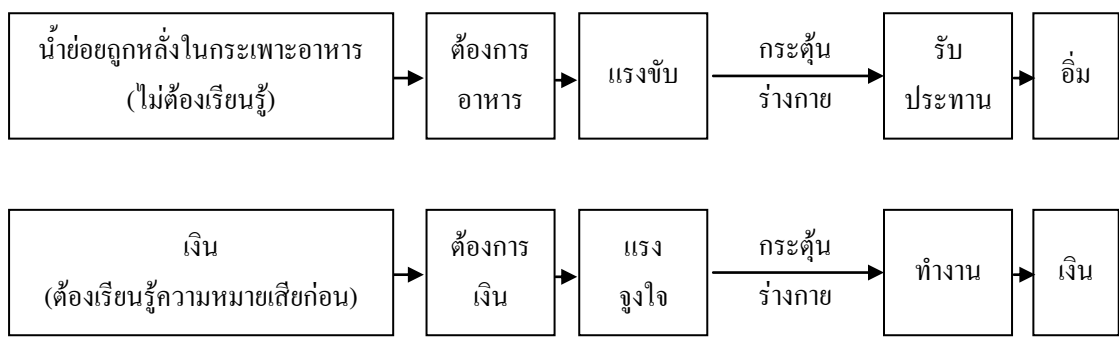 น้ำย่อยถูกหลั่งในกระเพาะอาหาร
(ไม่ต้องเรียนรู้)
ต้องการ
อาหาร
แรงขับ
กระตุ้น
ร่างกาย
รับ
ประทาน
อิ่ม
เงิน
(ต้องเรียนรู้ความหมายเสียก่อน)
ต้องการ
เงิน
แรง
จูงใจ
กระตุ้น
ร่างกาย
ทำงาน
เงิน